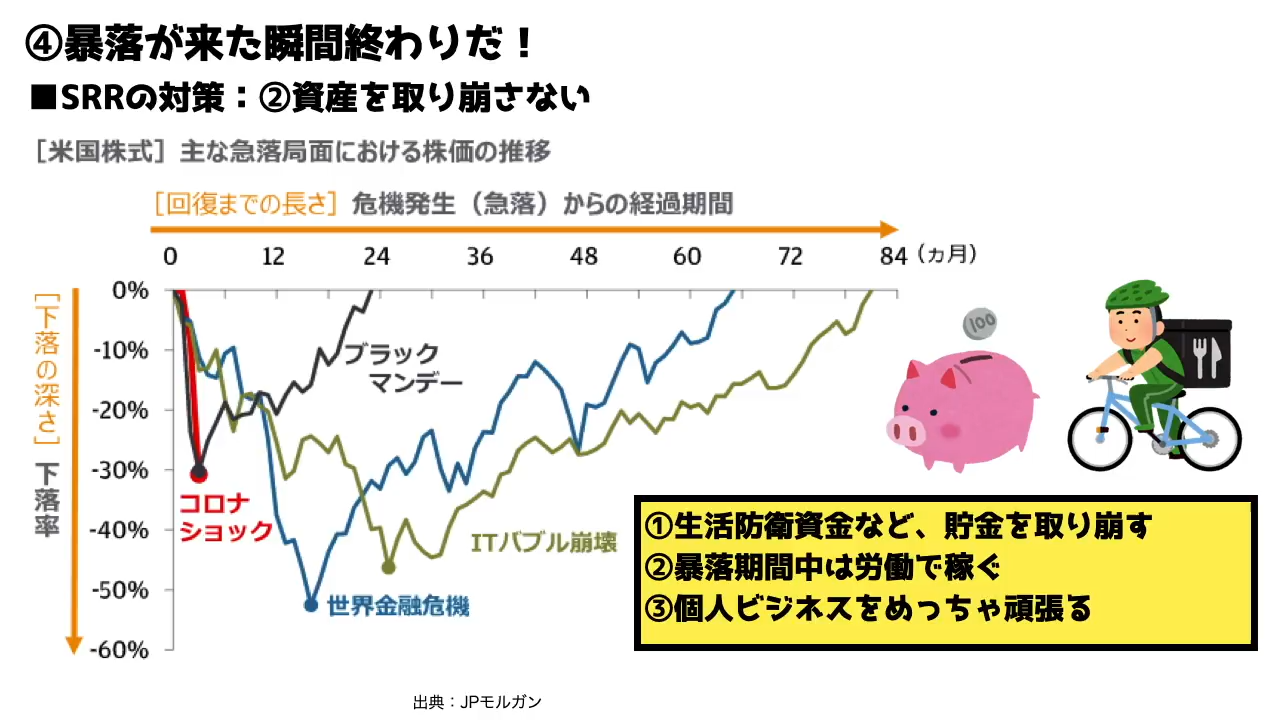 ④暴落が来た瞬間終わりだ！
■SRRの対策：②資産を取り崩さない
［米国株式］主な急落局面における株価の推移
［回復までの長さ］危機発生（急落）からの経過期間
0 12 24 36 48 60 72 84（ヵ月）
［下落の深さ］下落率
0%
-10%
-20%
-30%
-40%
-50%
-60%
ブラック
マンデー
コロナ
ショック
ITバブル崩壊
世界金融危機
100
①生活防衛資金など、貯金を取り崩す
②暴落期間中は労働で稼ぐ
③個人ビジネスをめっちゃ頑張る
出典：JPモルガン